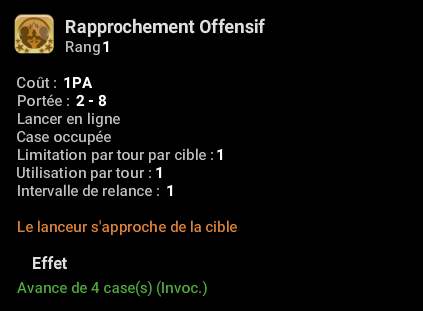 Rapprochement Offensif
Rang 1
Coût : 1PA
Portée : 2 - 8
Lancer en ligne
Case occupée
Limitation par tour par cible : 1
Utilisation par tour : 1
Intervalle de relance : 1
Le lanceur s'approche de la cible
Effet
Avance de 4 case(s) (Invoc.)